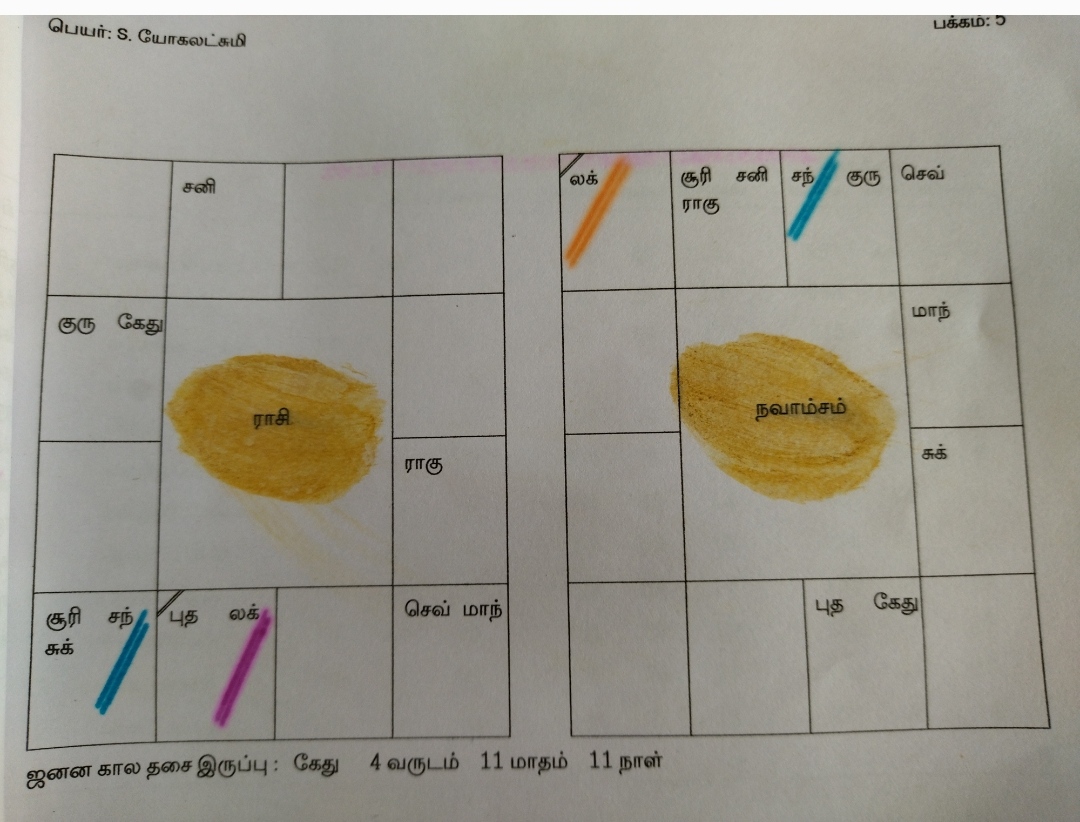 பெயர்: S. யோகலட்சுமி
பக்கம்: 5
சனி
குரு கேது
ராசி
ராகு
சூரி சந்
சுக்
புத லக்
செவ் மாந்
லக்
சூரி சனி
ராகு
சந் குரு
செவ்
மாந்
நவாம்சம்
சுக்
புத கேது
ஜனன கால தசை இருப்பு : கேது 4 வருடம் 11 மாதம் 11 நாள்